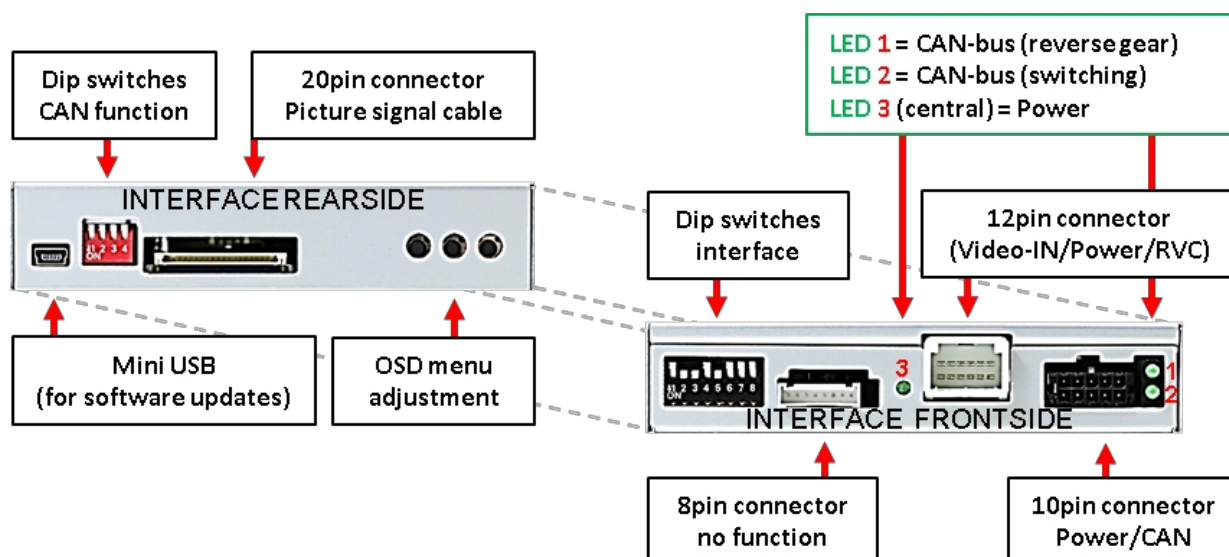 LED 1 = CAN-bus (reverse gear)
LED 2 = CAN-bus (switching)
LED 3 (central) = Power
Dip switches
CAN function
20pin connector
Picture signal cable
INTERFACE REARSIDE
1 2 3 4
ON
Dip switches
interface
12pin connector
(Video-IN/Power/RVC)
Mini USB
(for software updates)
OSD menu
adjustment
1 2 3 4 5 6 7 8
ON
3
1
2
INTERFACE FRONTSIDE
8pin connector
no function
10pin connector
Power/CAN